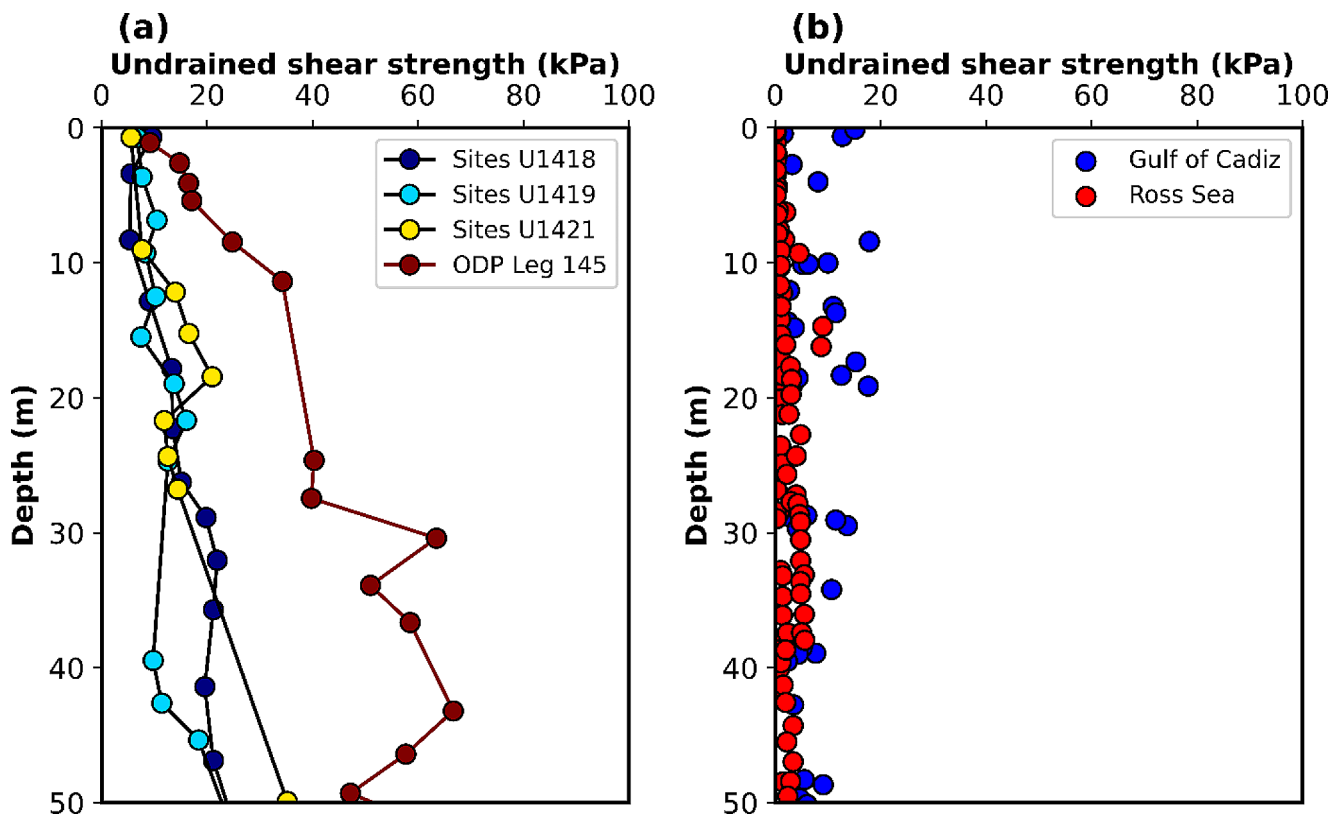 (a)
Undrained shear strength (kPa)
0 20 40 60 80 100
0
10
20
30
40
50
Depth (m)
Sites U1418
Sites U1419
Sites U1421
ODP Leg 145
(b)
Undrained shear strength (kPa)
0 20 40 60 80 100
0
10
20
30
40
50
Depth (m)
Gulf of Cadiz
Ross Sea